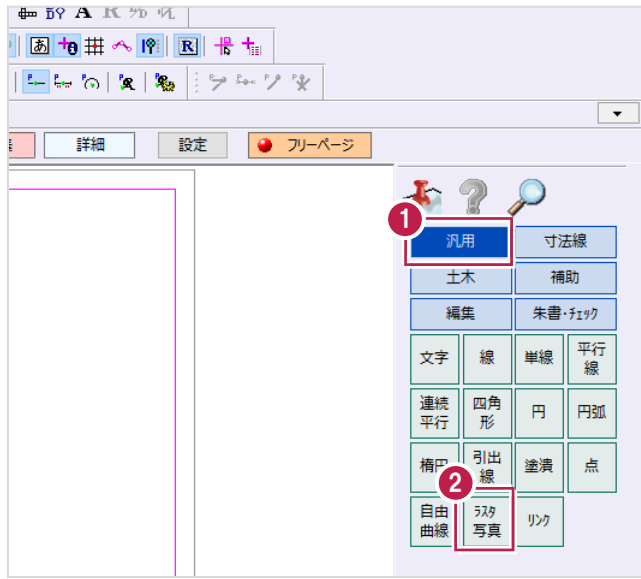 A R
あ R
詳細 設定 フリーページ
1
汎用 寸法線
土木 補助
編集 朱書・ﾁｪｯｸ
文字 線 単線 平行
線
連続
平行 四角
形 円 円弧
楕円 引出
線 塗潰 点
2
自由
曲線 ﾗｽﾀ
写真 ﾘﾝｸ